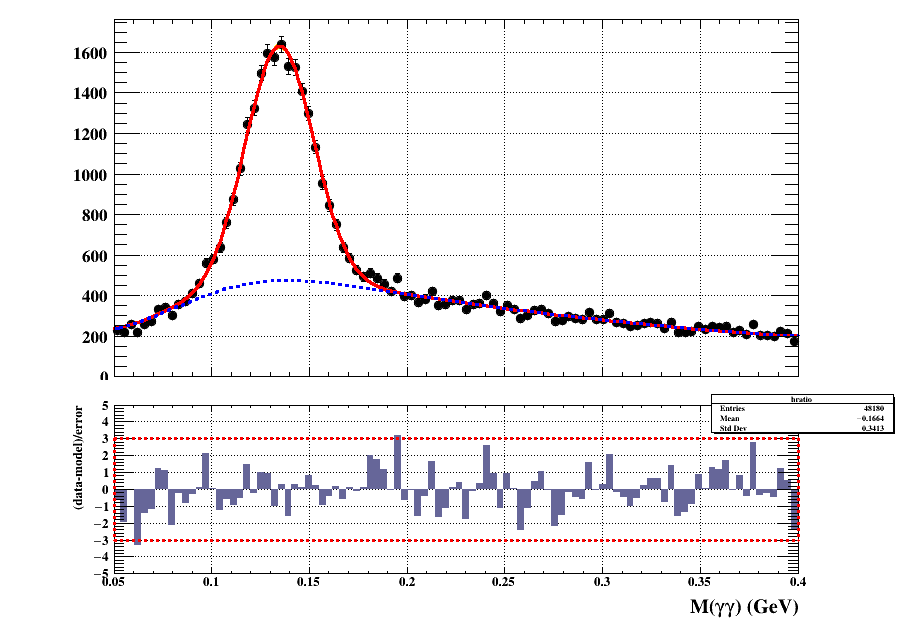 1600
1400
1200
1000
800
600
400
200
0
hratio
Entries 48180
Mean −0.1664
Std Dev 0.3413
(data-model)/error
5
4
3
2
1
0
−1
−2
−3
−4
−5
0.05 0.1 0.15 0.2 0.25 0.3 0.35 0.4
M(γγ) (GeV)